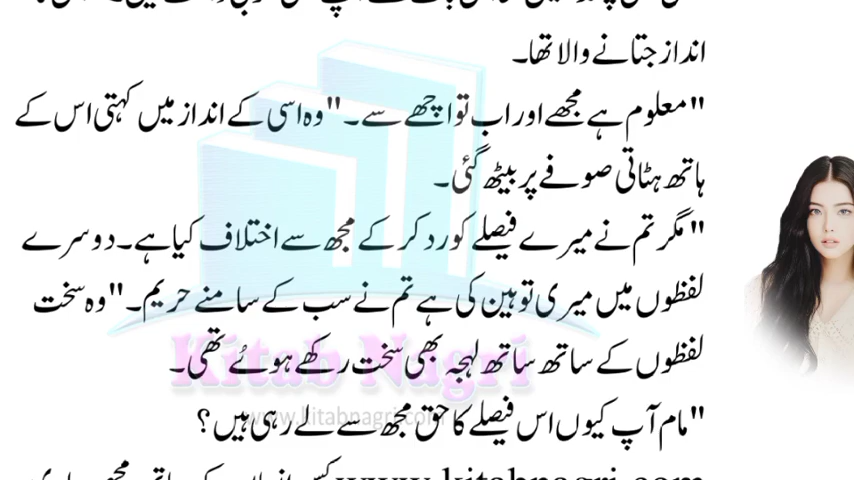 انداز جتانے والا تھا۔
"معلوم ہے مجھے اور اب تو اچھے سے۔" وہ اسی کے انداز میں کہتی اس کے
ہاتھ ہٹاتی صوفے پر بیٹھ گئی۔
"مگر تم نے میرے فیصلے کو رد کر کے مجھ سے اختلاف کیا ہے۔ دوسرے
لفظوں میں میری توہین کی ہے تم نے سب کے سامنے حریم۔" وہ سخت
لفظوں کے ساتھ ساتھ لہجہ بھی سخت رکھے ہوئے تھی۔
Kitab Nagri
"مام آپ کیوں اس فیصلے کا حق مجھ سے لے رہی ہیں؟
www.kitabnagri.com
www.kitabnagri.com